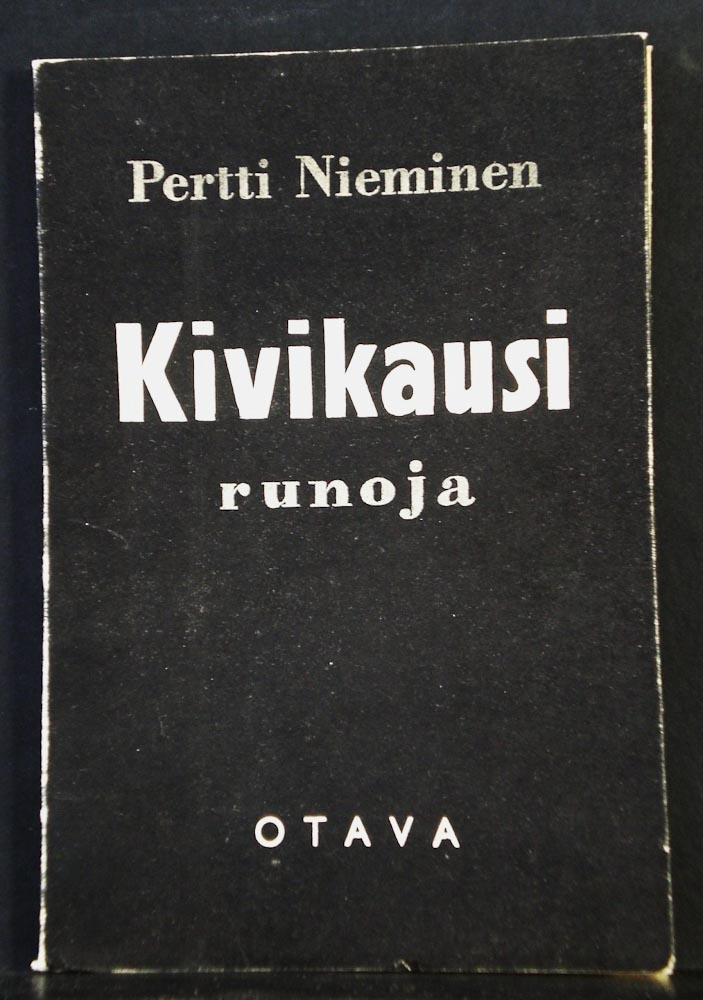 Pertti Nieminen
Kivikausi
runoja
OTAVA